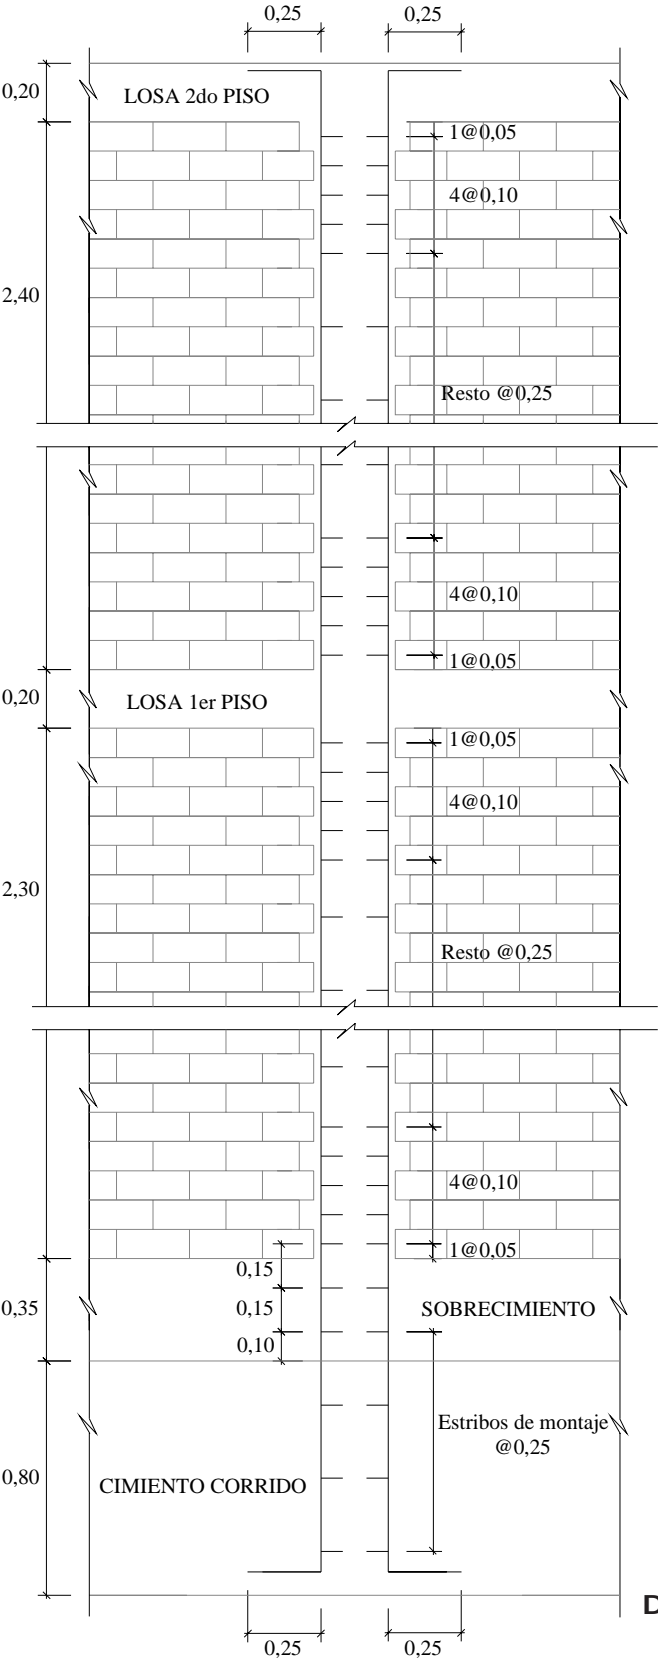 0,25
0,25
0,20
LOSA 2do PISO
1@0,05
4@0,10
2,40
Resto @0,25
4@0,10
1@0,05
0,20
LOSA 1er PISO
1@0,05
4@0,10
2,30
Resto @0,25
4@0,10
1@0,05
0,15
0,35
0,15
SOBRECIMIENTO
0,10
Estribos de montaje
@0,25
0,80
CIMIENTO CORRIDO
D
0,25
0,25